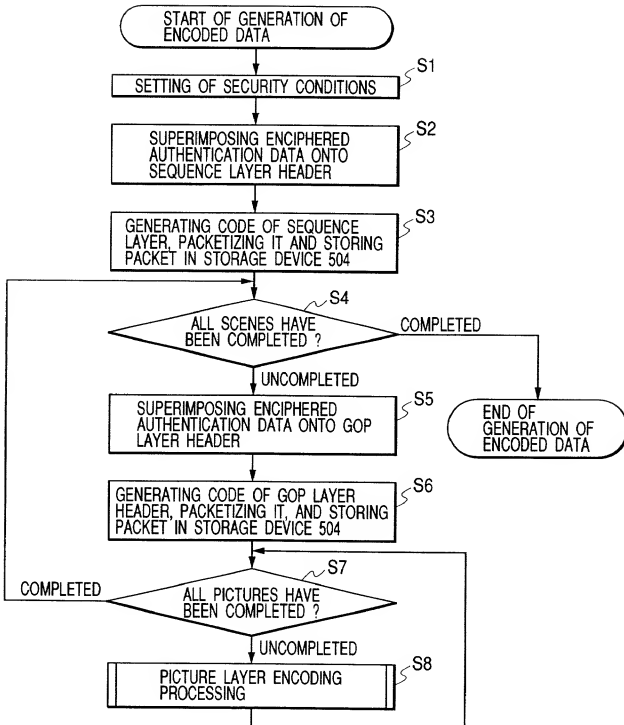 START OF GENERATION OF
ENCODED DATA
S1
SETTING OF SECURITY CONDITIONS
S2
SUPERIMPOSING ENCIPHERED
AUTHENTICATION DATA ONTO
SEQUENCE LAYER HEADER
S3
GENERATING CODE OF SEQUENCE
LAYER, PACKETIZING IT AND STORING
PACKET IN STORAGE DEVICE 504
S4
ALL SCENES HAVE
BEEN COMPLETED ?
COMPLETED
UNCOMPLETED
S5
SUPERIMPOSING ENCIPHERED
AUTHENTICATION DATA ONTO GOP
LAYER HEADER
END OF
GENERATION OF
ENCODED DATA
S6
GENERATING CODE OF GOP LAYER
HEADER, PACKETIZING IT, AND STORING
PACKET IN STORAGE DEVICE 504
S7
COMPLETED
ALL PICTURES HAVE
BEEN COMPLETED ?
UNCOMPLETED
S8
PICTURE LAYER ENCODING
PROCESSING